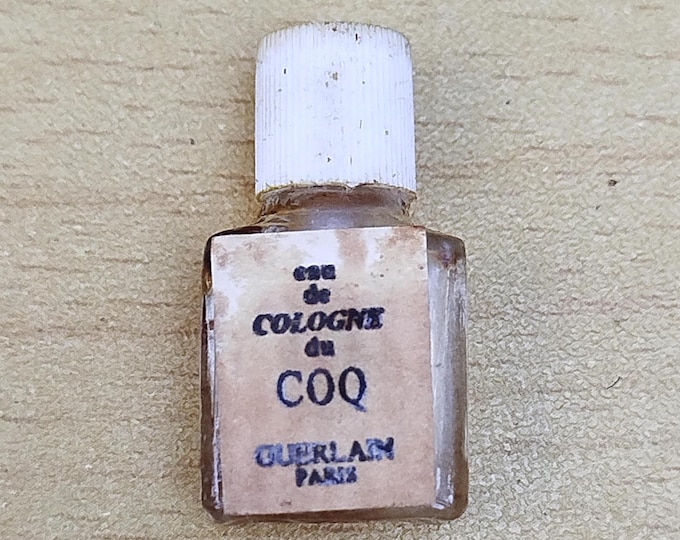 eau
de
COLOGNE
du
COQ
GUERLAIN
PARIS